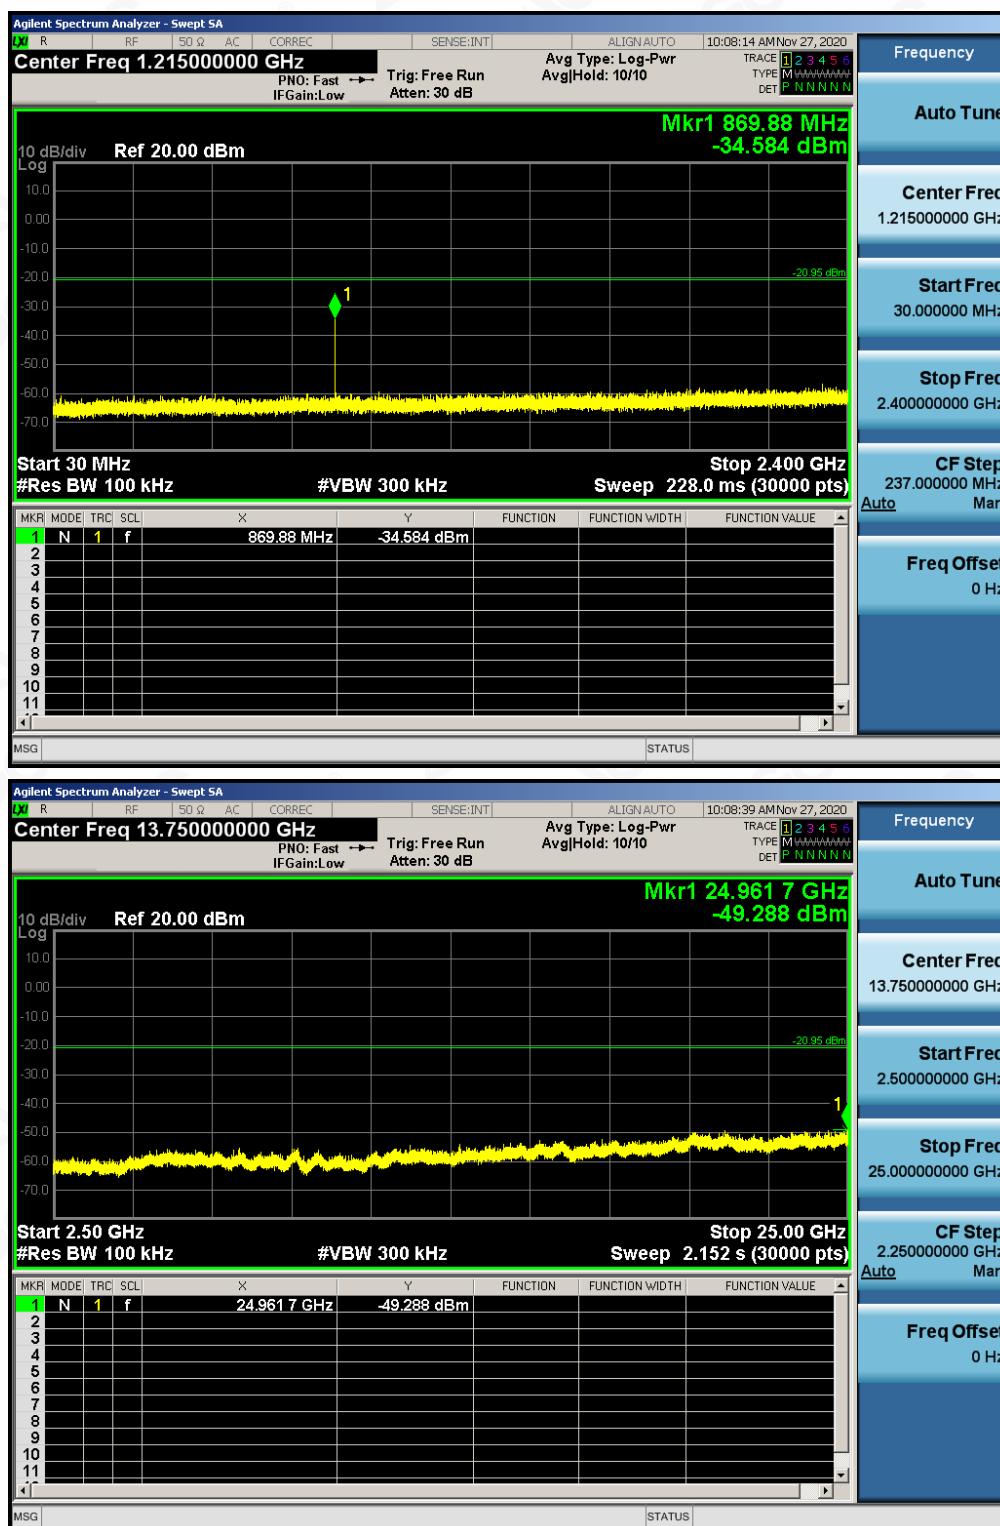 Agilent Spectrum Analyzer - Swept SA
LXI R RF 50 Ω AC CORREC SENSE:INT ALIGN AUTO 10:08:14 AM Nov 27, 2020
Center Freq 1.215000000 GHz
PNO: Fast
IFGain:Low
Trig: Free Run
Atten: 30 dB
Avg Type: Log-Pwr
Avg|Hold: 10/10
TRACE 1 2 3 4 5 6
TYPE M
DET P N N N N N
Mkr1 869.88 MHz
-34.584 dBm
10 dB/div Ref 20.00 dBm
Log
10.0
0.00
-10.0
-20.0
-20.95 dBm
1
-30.0
-40.0
-50.0
-60.0
-70.0
Start 30 MHz Stop 2.400 GHz
#Res BW 100 kHz #VBW 300 kHz Sweep 228.0 ms (30000 pts)
MKR MODE TRC SCL X Y FUNCTION FUNCTION WIDTH FUNCTION VALUE
1 N 1 f 869.88 MHz -34.584 dBm
2
3
4
5
6
7
8
9
10
11
MSG STATUS
Frequency
Auto Tune
Center Freq
1.215000000 GHz
Start Freq
30.000000 MHz
Stop Freq
2.400000000 GHz
CF Step
237.000000 MHz
Auto Man
Freq Offset
0 Hz
Agilent Spectrum Analyzer - Swept SA
LXI R RF 50 Ω AC CORREC SENSE:INT ALIGN AUTO 10:08:39 AM Nov 27, 2020
Center Freq 13.750000000 GHz
PNO: Fast
IFGain:Low
Trig: Free Run
Atten: 30 dB
Avg Type: Log-Pwr
Avg|Hold: 10/10
TRACE 1 2 3 4 5 6
TYPE M
DET P N N N N N
Mkr1 24.961 7 GHz
-49.288 dBm
10 dB/div Ref 20.00 dBm
Log
10.0
0.00
-10.0
-20.0
-20.95 dBm
-30.0
-40.0
1
-50.0
-60.0
-70.0
Start 2.50 GHz Stop 25.00 GHz
#Res BW 100 kHz #VBW 300 kHz Sweep 2.152 s (30000 pts)
MKR MODE TRC SCL X Y FUNCTION FUNCTION WIDTH FUNCTION VALUE
1 N 1 f 24.961 7 GHz -49.288 dBm
2
3
4
5
6
7
8
9
10
11
MSG STATUS
Frequency
Auto Tune
Center Freq
13.750000000 GHz
Start Freq
2.500000000 GHz
Stop Freq
25.000000000 GHz
CF Step
2.250000000 GHz
Auto Man
Freq Offset
0 Hz